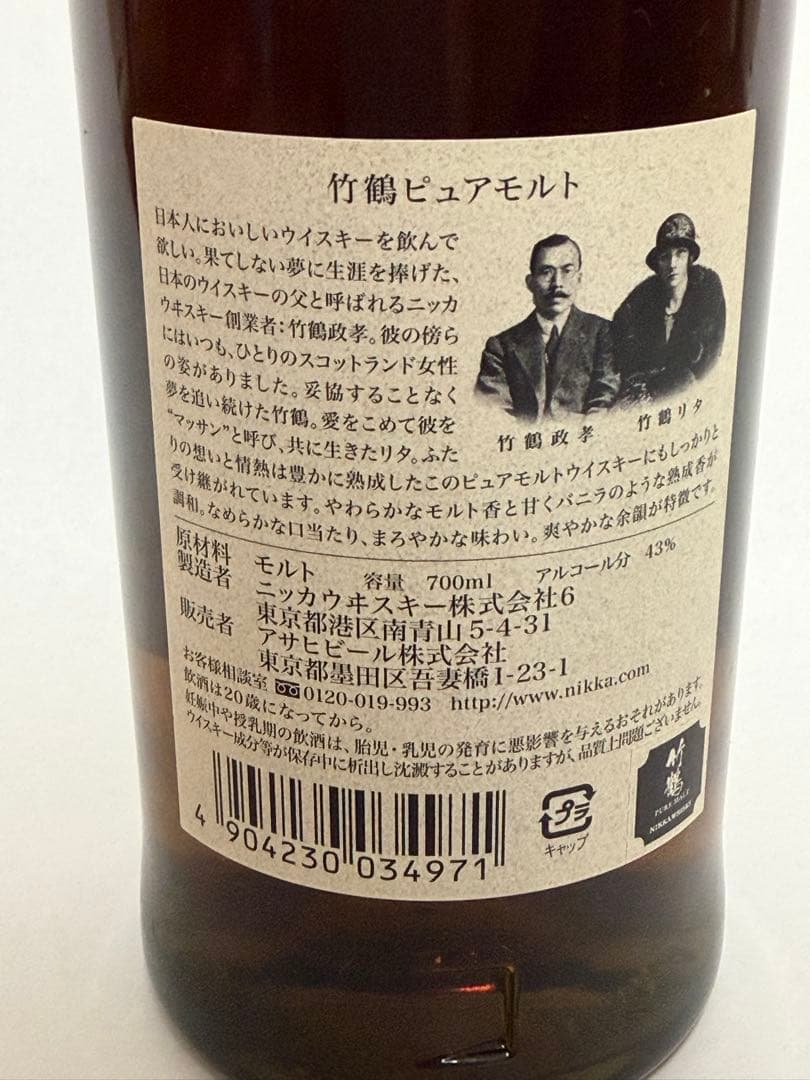 竹鶴ピュアモルト
日本人においしいウイスキーを飲んで
欲しい。果てしない夢に生涯を捧げた、
日本のウイスキーの父と呼ばれるニッカ
ウヰスキー創業者：竹鶴政孝。彼の傍ら
にはいつも、ひとりのスコットランド女性
の姿がありました。妥協することなく
夢を追い続けた竹鶴。愛をこめて彼を
“マッサン”と呼び、共に生きたリタ。ふた
りの想いと情熱は豊かに熟成したこのピュアモルトウイスキーにもしっかりと
受け継がれています。やわらかなモルト香と甘くバニラのような熟成香が
調和。なめらかな口当たり、まろやかな味わい。爽やかな余韻が特徴です。
竹鶴政孝
竹鶴リタ
原材料 モルト 容量 700ml アルコール分 43%
製造者 ニッカウヰスキー株式会社6
東京都港区南青山5-4-31
販売者 アサヒビール株式会社
東京都墨田区吾妻橋1-23-1
お客様相談室 0120-019-993 http://www.nikka.com
飲酒は20歳になってから。
妊娠中や授乳期の飲酒は、胎児・乳児の発育に悪影響を与えるおそれがあります。
ウイスキー成分等が保存中に析出し沈澱することがありますが、品質上問題ございません。
4 904230 034971
プラ
キャップ
竹鶴
PURE MALT
NIKKA WHISKY